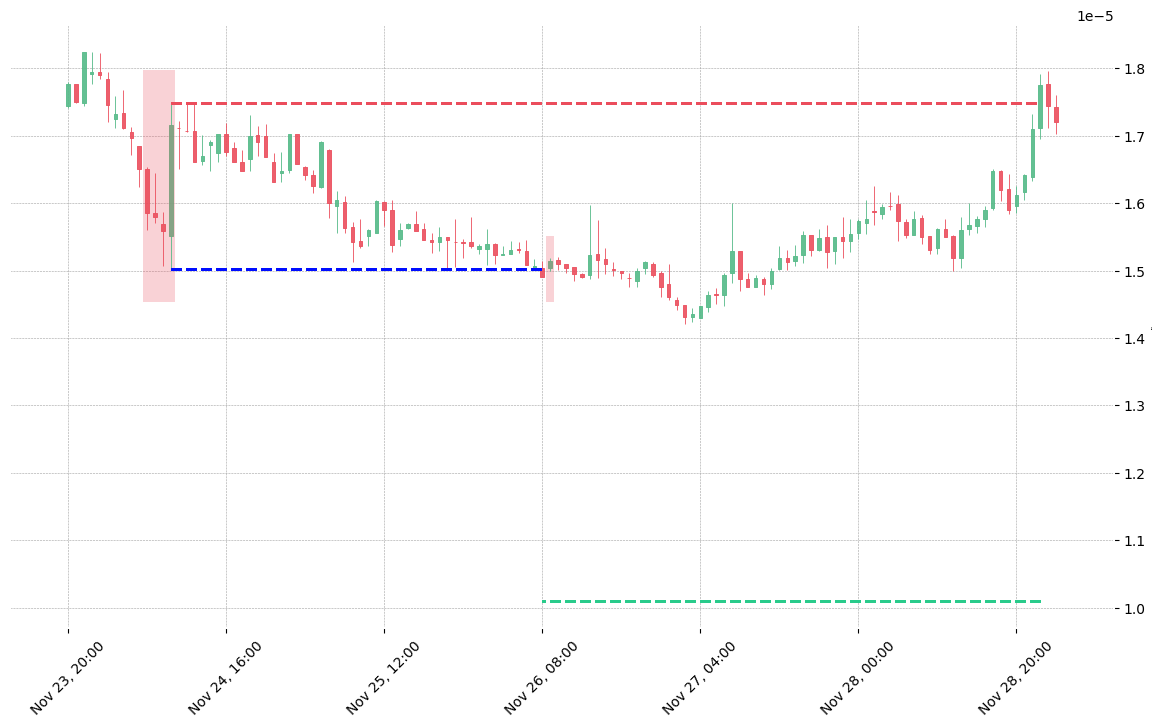 1e−5
1.8
1.7
1.6
1.5
1.4
1.3
1.2
1.1
1.0
Nov 23, 20:00
Nov 24, 16:00
Nov 25, 12:00
Nov 26, 08:00
Nov 27, 04:00
Nov 28, 00:00
Nov 28, 20:00